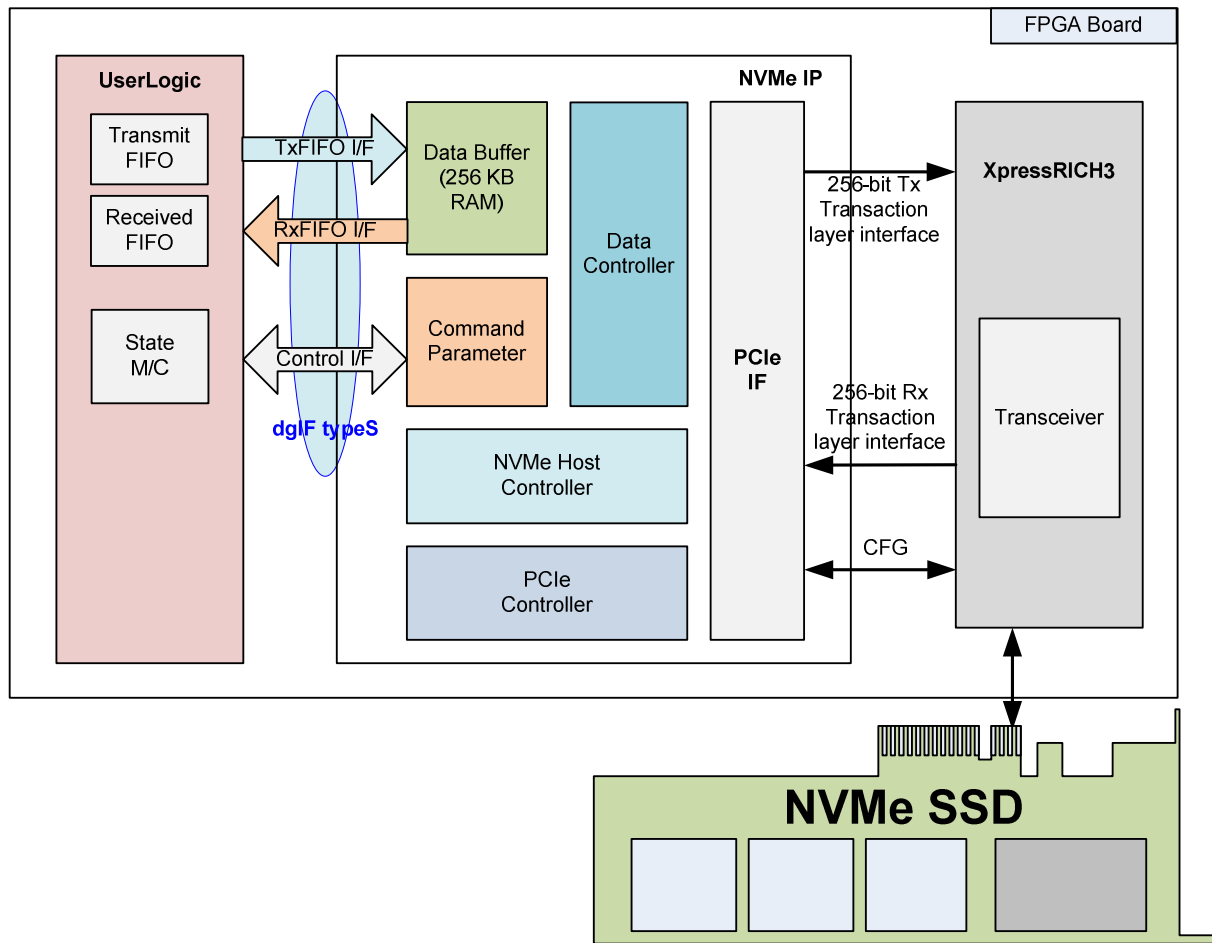 FPGA Board
UserLogic
Transmit
FIFO
Received
FIFO
State
M/C
TxFIFO I/F
RxFIFO I/F
Control I/F
dgIF typeS
NVMe IP
Data Buffer
(256 KB
RAM)
Command
Parameter
Data
Controller
NVMe Host
Controller
PCIe
Controller
PCIe
IF
256-bit Tx
Transaction
layer interface
256-bit Rx
Transaction
layer interface
CFG
XpressRICH3
Transceiver
NVMe SSD